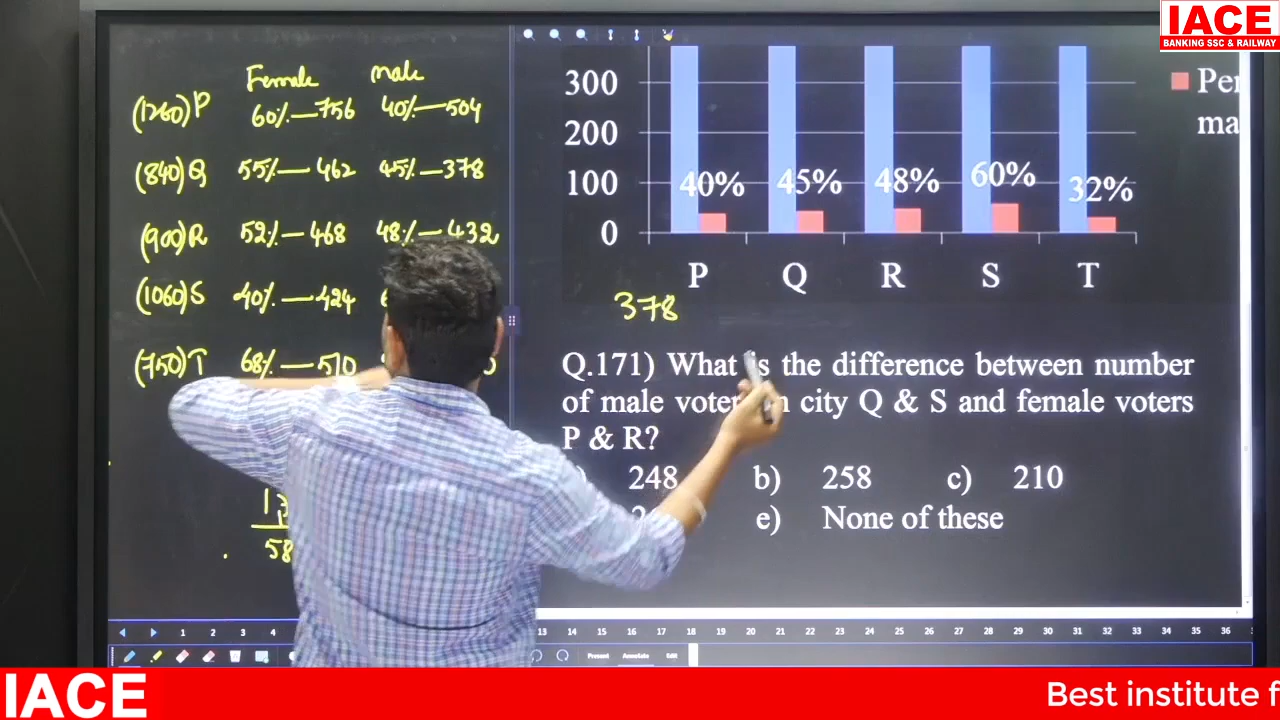 IACE
BANKING SSC & RAILWAY
Female Male
(1260) P 60%—756 40%—504
(840) Q 55%—462 45%—378
(900) R 52%—468 48%—432
(1060) S 40%—424
(750) T 68%—510
300
200
100
0
40% 45% 48% 60% 32%
P Q R S T
378
Q.171) What is the difference between number
of male voter in city Q & S and female voters
P & R?
248 b) 258 c) 210
e) None of these
1 2 3 4 13 14 15 16 17 18 19 20 21 22 23 24 25 26 27 28 29 30 31 32 33 34 35 36
Present Annotate Edit
IACE
Best institute f